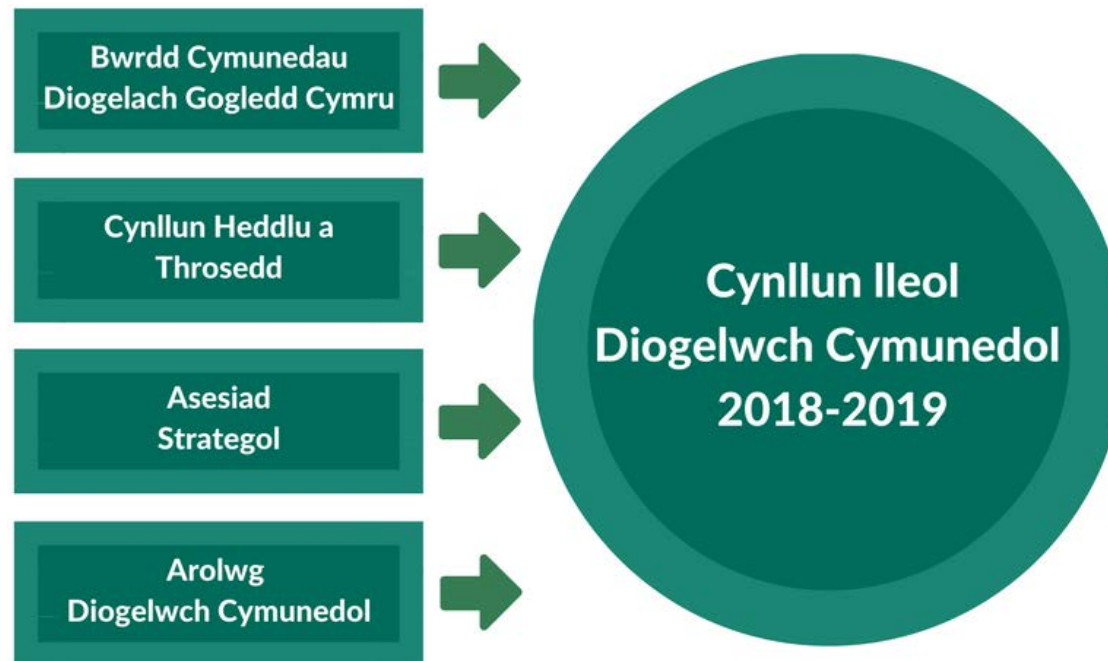 Bwrdd Cymunedau
Diogelach Gogledd Cymru
Cynllun Heddlu a
Throsedd
Asesiad
Strategol
Arolwg
Diogelwch Cymunedol
Cynllun lleol
Diogelwch Cymunedol
2018-2019